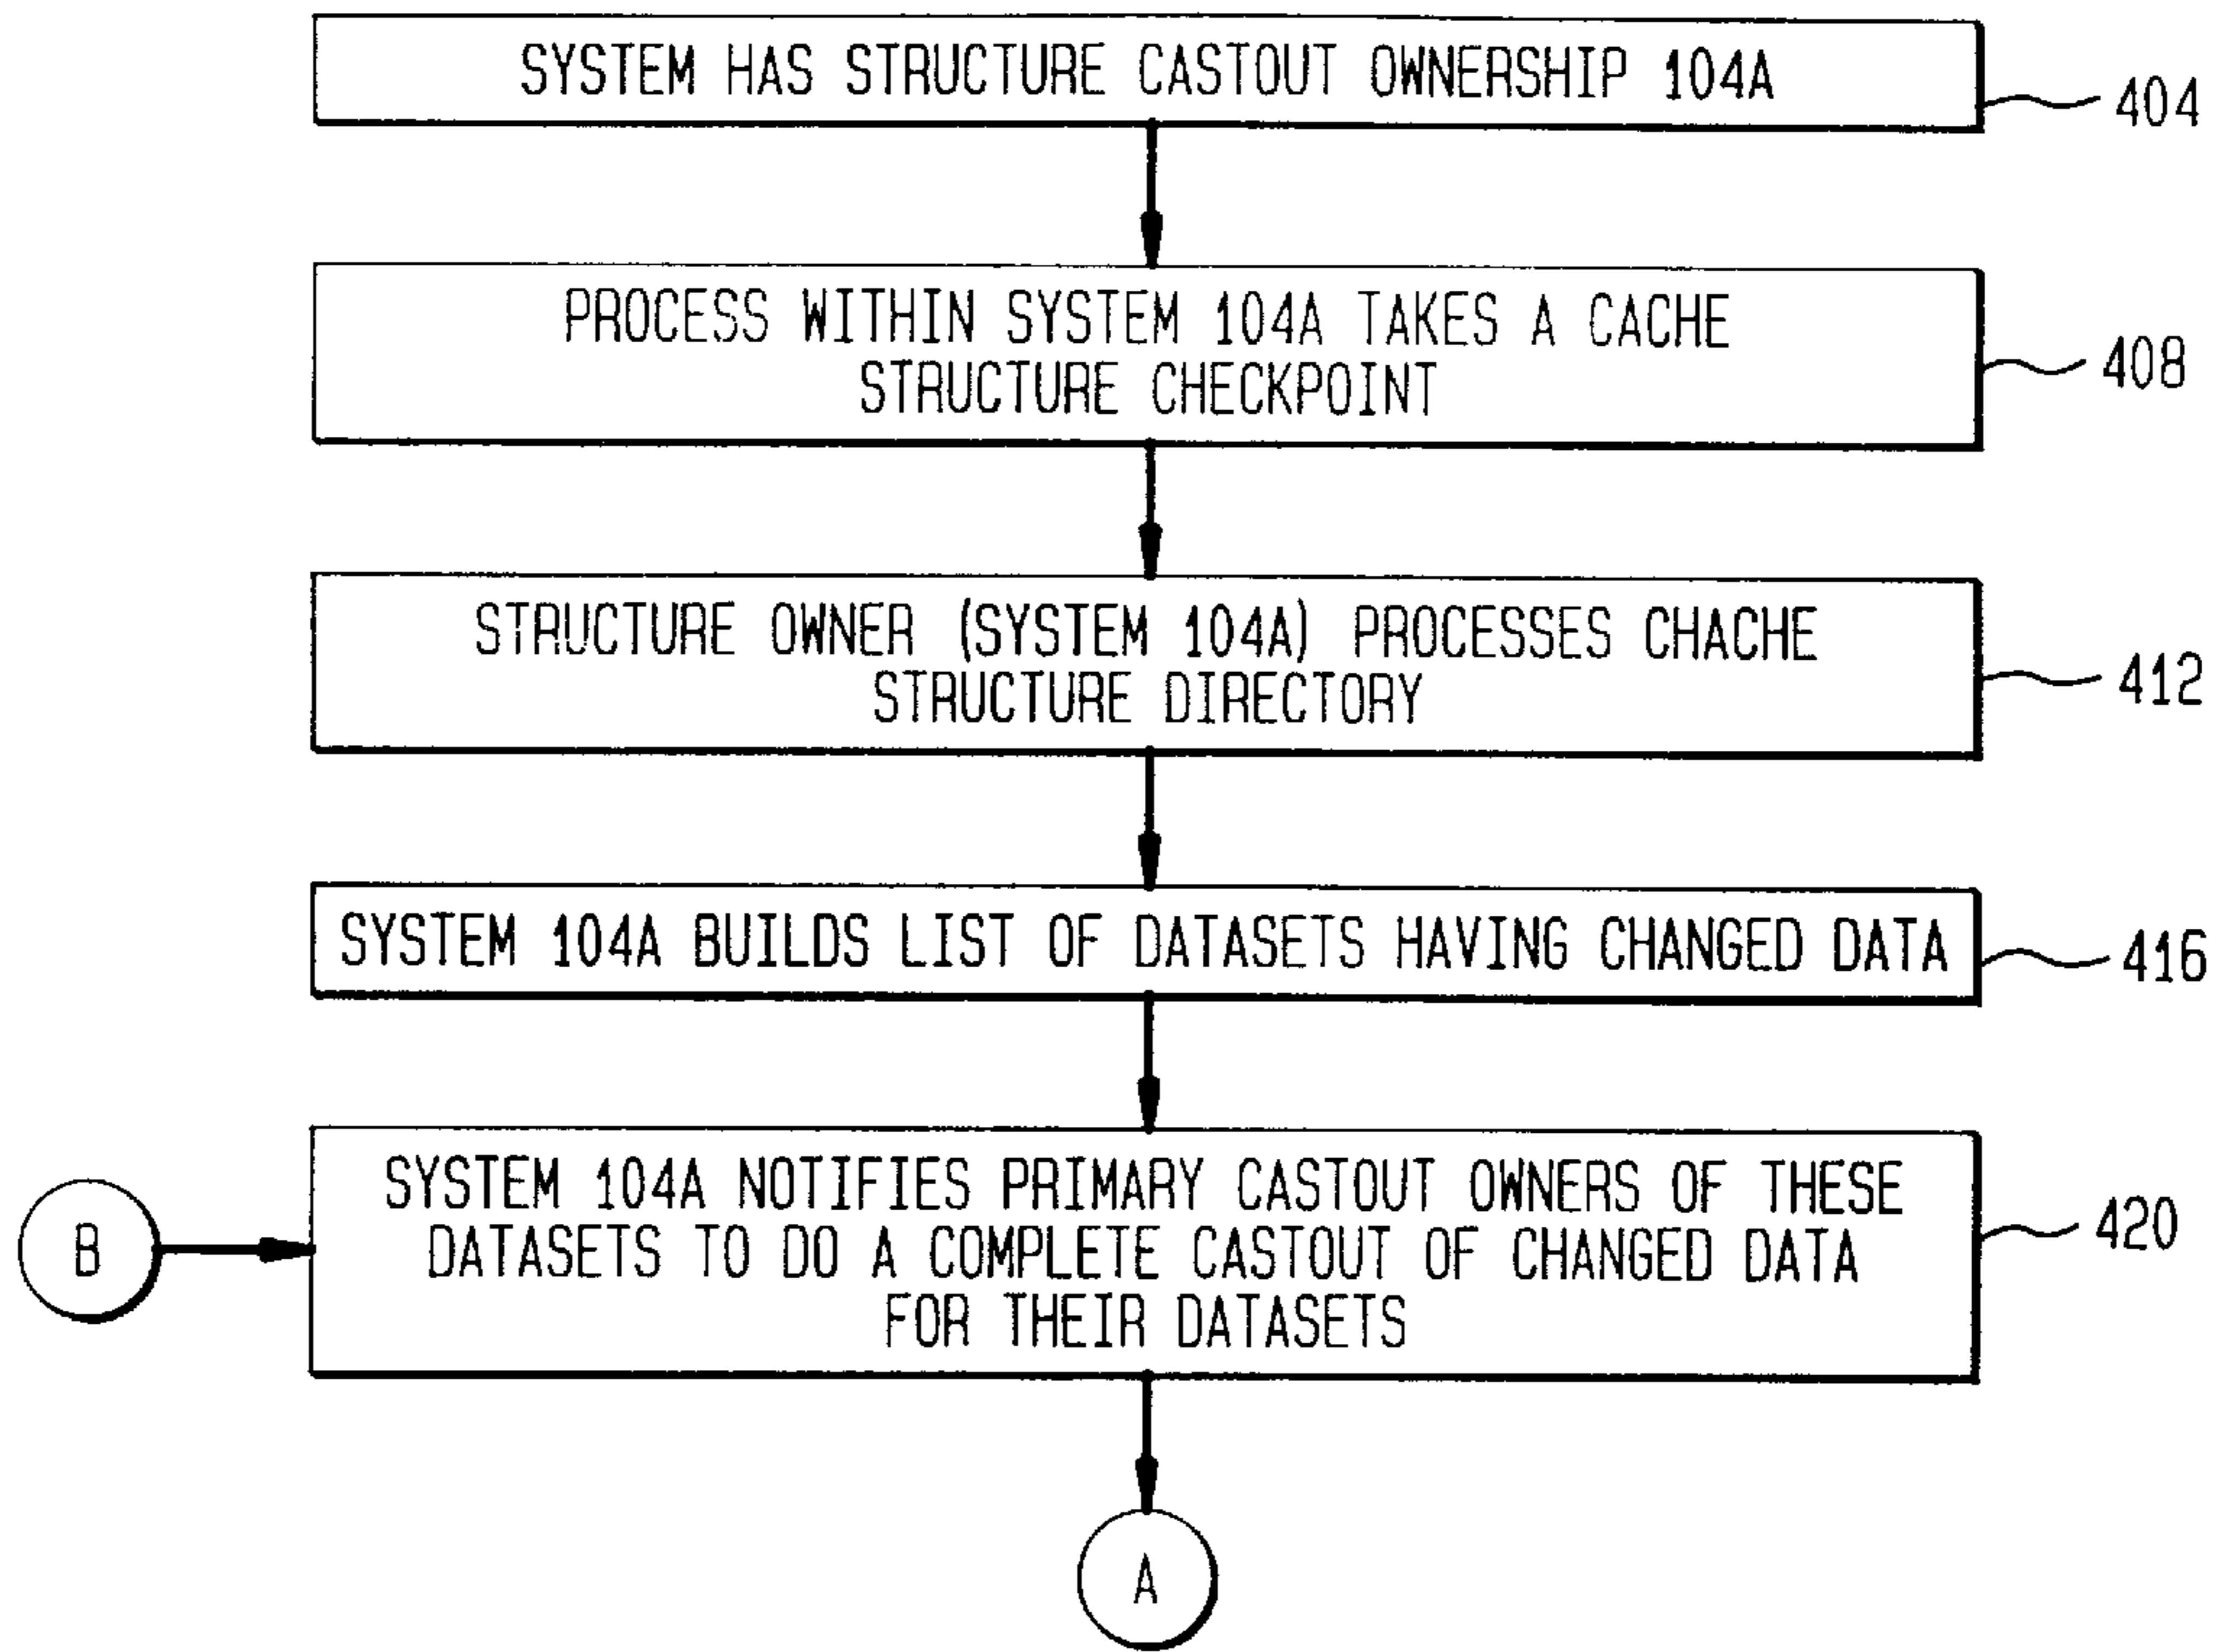 SYSTEM HAS STRUCTURE CASTOUT OWNERSHIP 104A
404
PROCESS WITHIN SYSTEM 104A TAKES A CACHE
STRUCTURE CHECKPOINT
408
STRUCTURE OWNER (SYSTEM 104A) PROCESSES CHACHE
STRUCTURE DIRECTORY
412
SYSTEM 104A BUILDS LIST OF DATASETS HAVING CHANGED DATA
416
SYSTEM 104A NOTIFIES PRIMARY CASTOUT OWNERS OF THESE
DATASETS TO DO A COMPLETE CASTOUT OF CHANGED DATA
FOR THEIR DATASETS
420
B
A